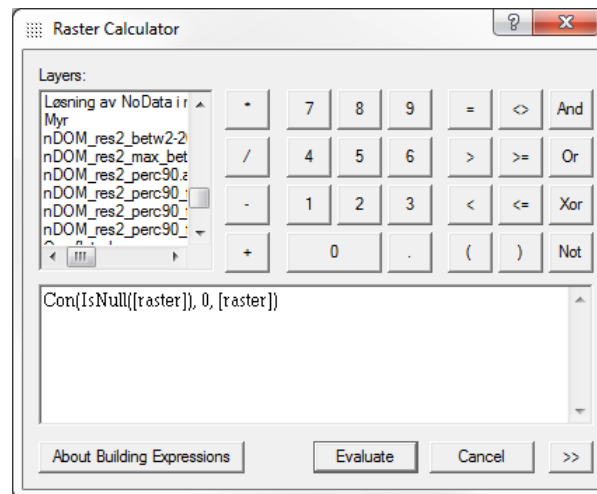 Raster Calculator
?
X
Layers:
Løsning av NoData i r
Myr
nDOM_res2_betw2-2
nDOM_res2_max_bet
nDOM_res2_perc90.a
nDOM_res2_perc90_
nDOM_res2_perc90_
nDOM_res2_perc90_
* 7 8 9 = <> And
/ 4 5 6 > >= Or
- 1 2 3 < <= Xor
+ 0 . ( ) Not
Con(IsNull([raster]), 0, [raster])
About Building Expressions Evaluate Cancel >>